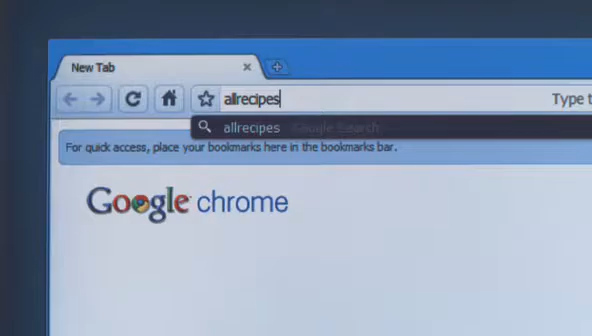 New Tab
allrecipes
Type t
allrecipes Google Search
For quick access, place your bookmarks here in the bookmarks bar.
Google chrome